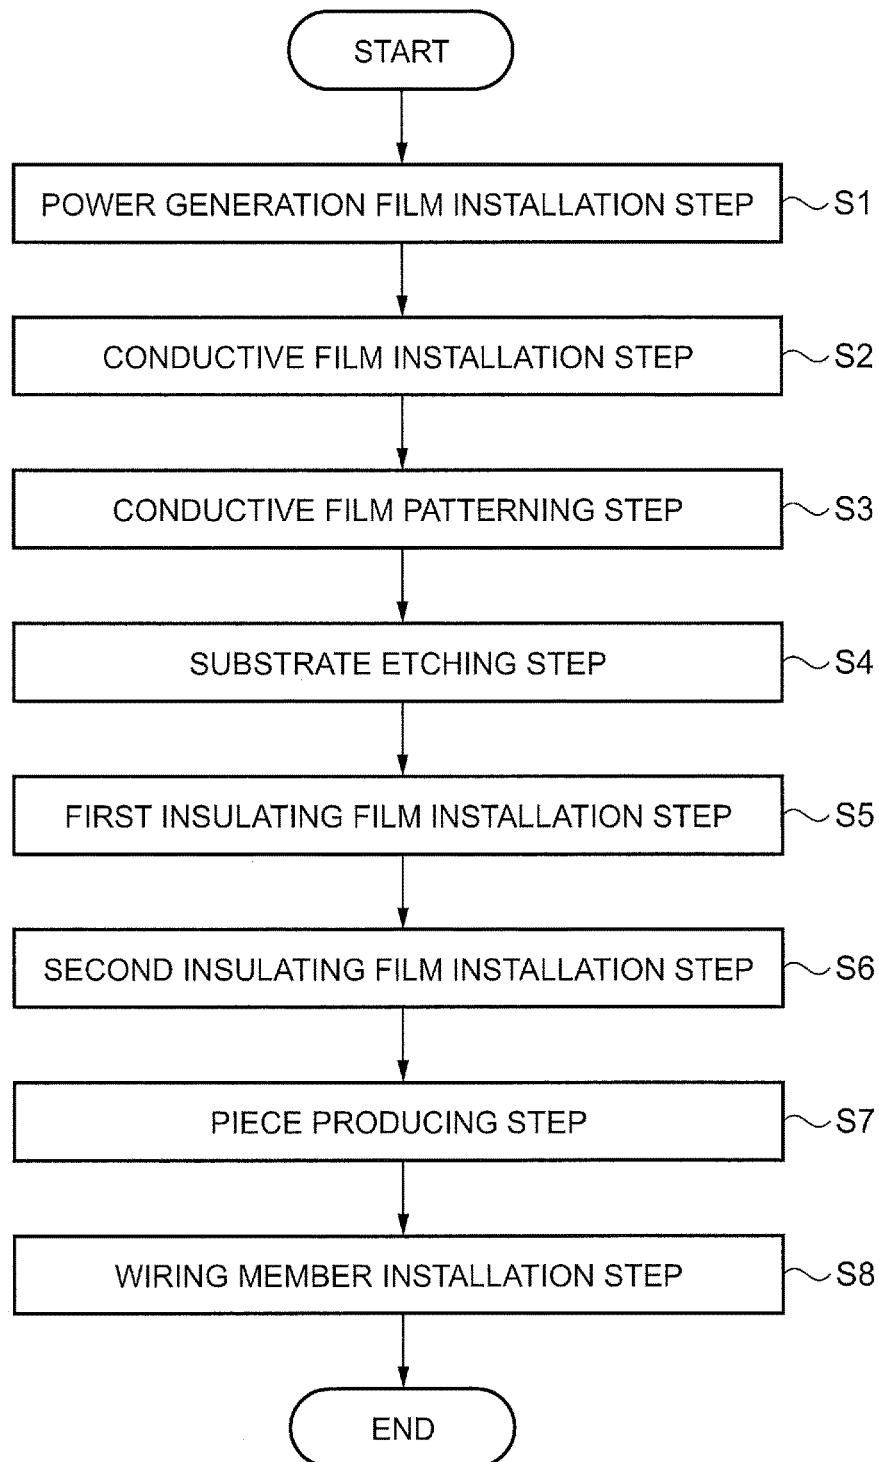 START
POWER GENERATION FILM INSTALLATION STEP S1
CONDUCTIVE FILM INSTALLATION STEP S2
CONDUCTIVE FILM PATTERNING STEP S3
SUBSTRATE ETCHING STEP S4
FIRST INSULATING FILM INSTALLATION STEP S5
SECOND INSULATING FILM INSTALLATION STEP S6
PIECE PRODUCING STEP S7
WIRING MEMBER INSTALLATION STEP S8
END